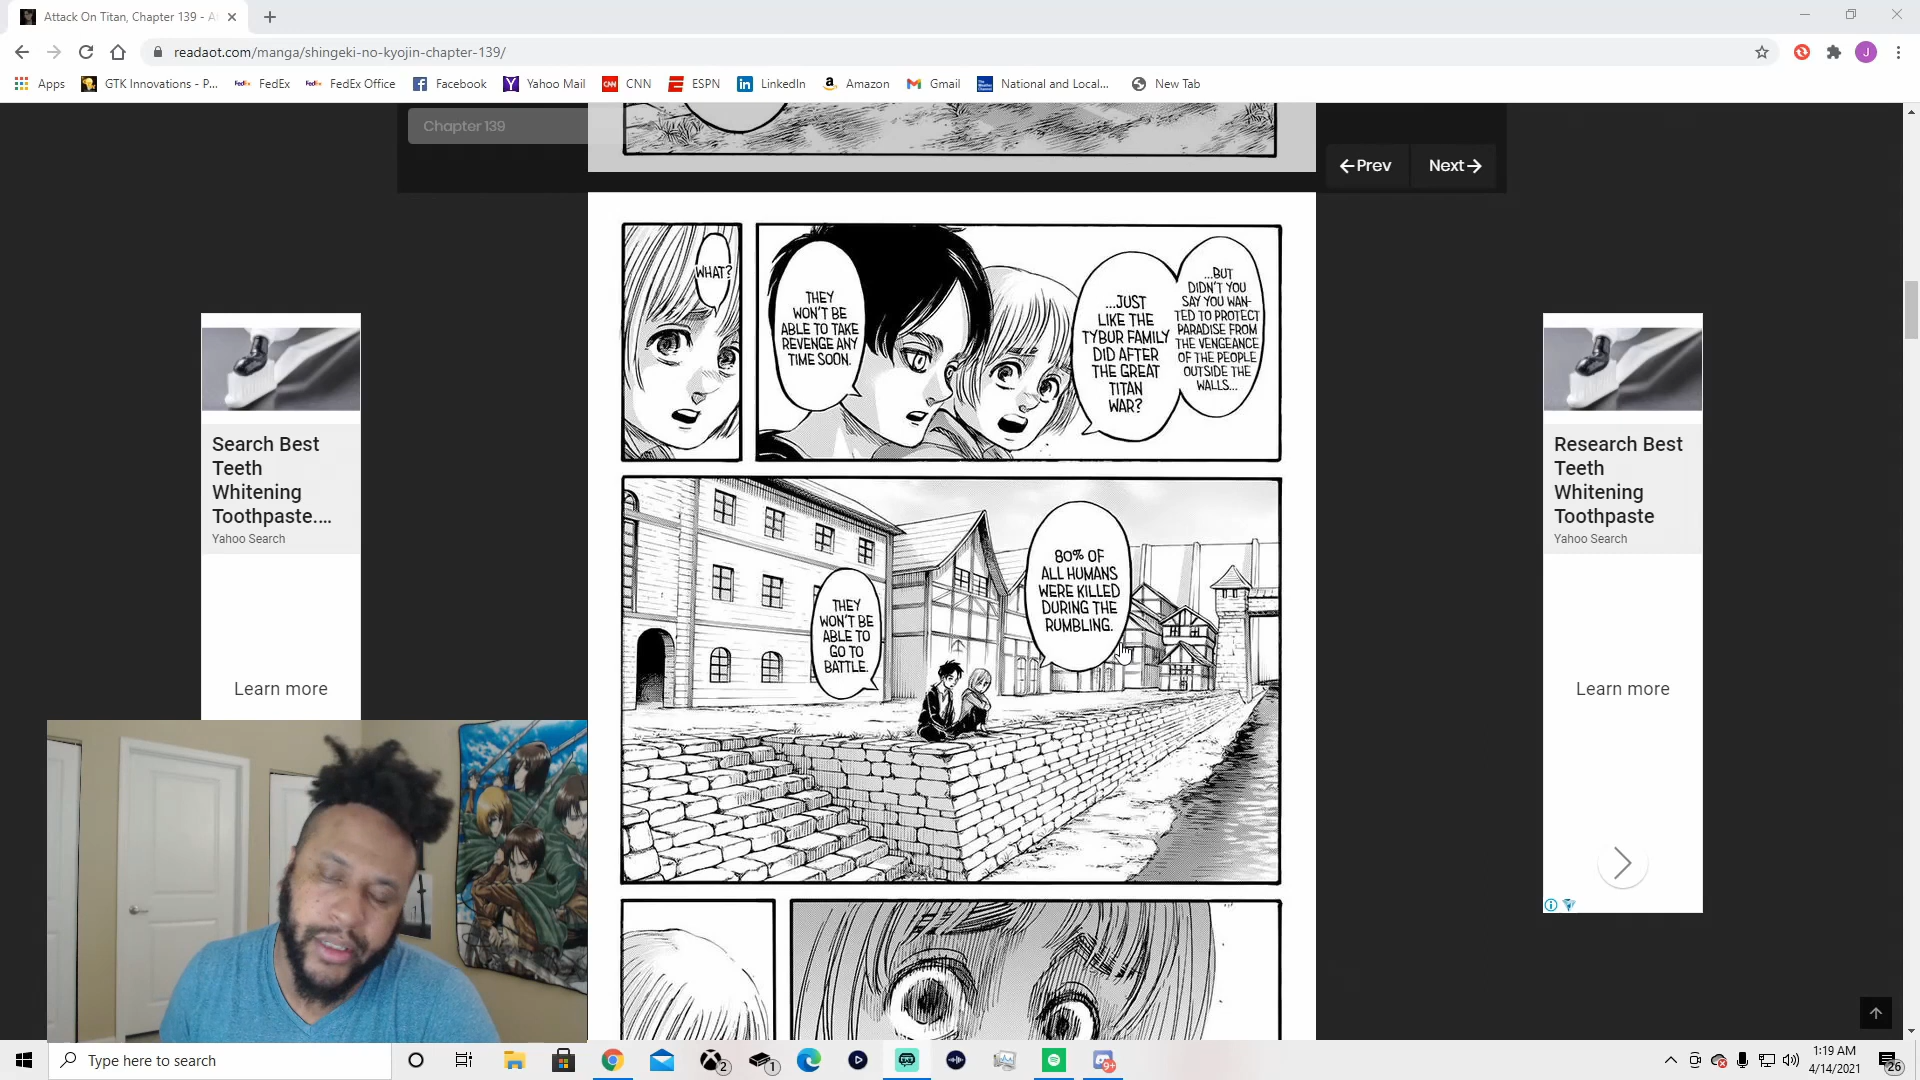 Attack On Titan, Chapter 139 - A
readaot.com/manga/shingeki-no-kyojin-chapter-139/
J
Apps
GTK Innovations - P...
FedEx
FedEx Office
Facebook
Yahoo Mail
CNN
ESPN
LinkedIn
Amazon
Gmail
National and Local...
New Tab
Chapter 139
Prev
Next
...BUT
DIDN'T YOU
SAY YOU WAN-
TED TO PROTECT
PARADISE FROM
THE VENGEANCE
OF THE PEOPLE
OUTSIDE THE
WALLS...
...JUST
LIKE THE
TYBUR FAMILY
DID AFTER
THE GREAT
TITAN
WAR?
THEY
WON'T BE
ABLE TO TAKE
REVENGE ANY
TIME SOON.
WHAT?
80% OF
ALL HUMANS
WERE KILLED
DURING THE
RUMBLING.
THEY
WON'T BE
ABLE TO
GO TO
BATTLE.
Search Best
Teeth
Whitening
Toothpaste....
Yahoo Search
Learn more
Research Best
Teeth
Whitening
Toothpaste
Yahoo Search
Learn more
Type here to search
2
1
9+
1:19 AM
4/14/2021
26